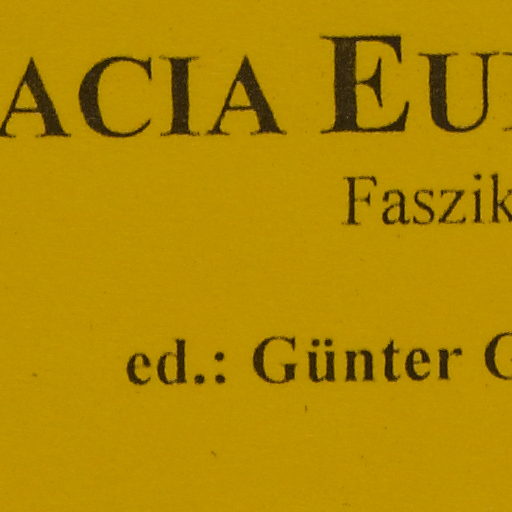 ACIA EU
Faszik
ed.: Günter G